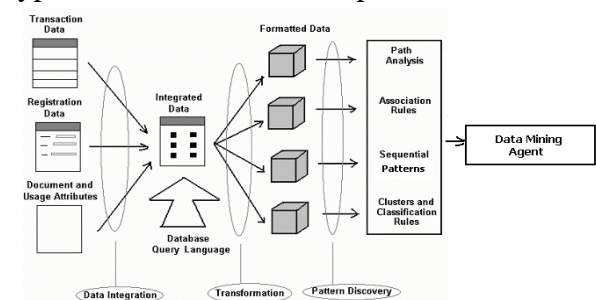 Transaction
Data
Registration
Data
Document and
Usage Attributes
Integrated
Data
Database
Query Language
Formatted Data
Path
Analysis
Association
Rules
Sequential
Patterns
Clusters and
Classification
Rules
Data Mining
Agent
Data Integration
Transformation
Pattern Discovery